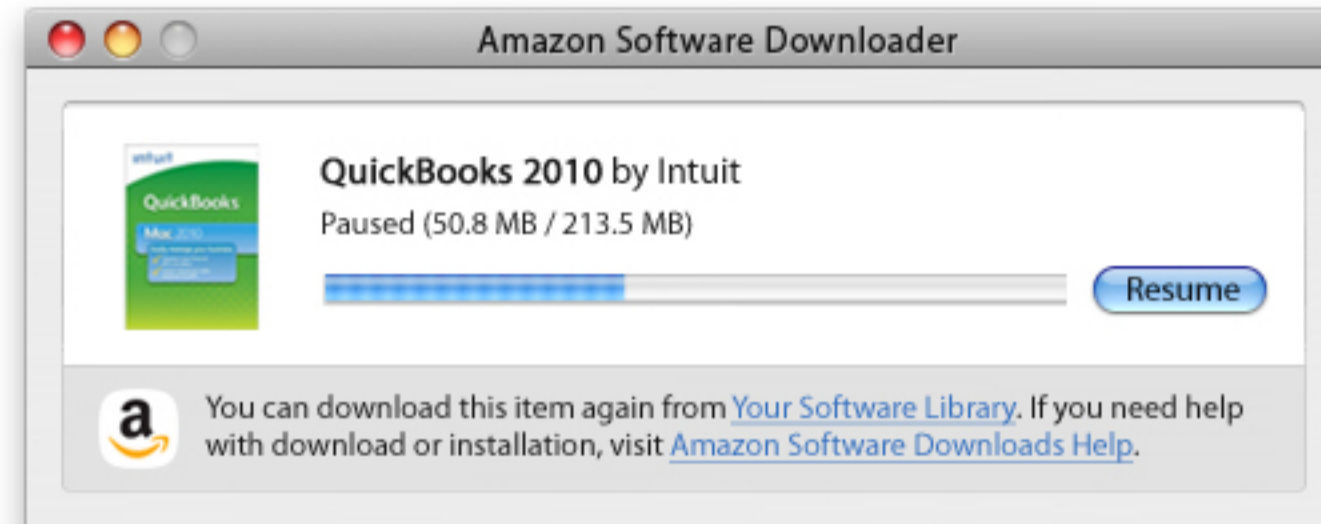 Amazon Software Downloader
intuit
QuickBooks
Mac 2010
QuickBooks 2010 by Intuit
Paused (50.8 MB / 213.5 MB)
Resume
a
You can download this item again from Your Software Library. If you need help
with download or installation, visit Amazon Software Downloads Help.